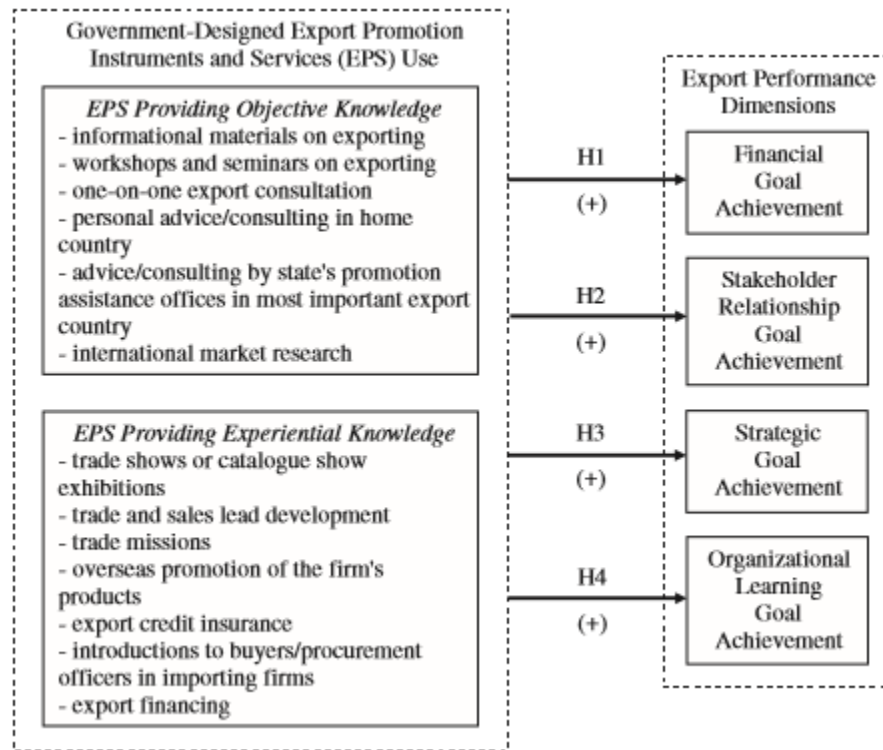 Government-Designed Export Promotion
Instruments and Services (EPS) Use
EPS Providing Objective Knowledge
- informational materials on exporting
- workshops and seminars on exporting
- one-on-one export consultation
- personal advice/consulting in home
country
- advice/consulting by state's promotion
assistance offices in most important export
country
- international market research
EPS Providing Experiential Knowledge
- trade shows or catalogue show
exhibitions
- trade and sales lead development
- trade missions
- overseas promotion of the firm's
products
- export credit insurance
- introductions to buyers/procurement
officers in importing firms
- export financing
H1
(+)
H2
(+)
H3
(+)
H4
(+)
Export Performance
Dimensions
Financial
Goal
Achievement
Stakeholder
Relationship
Goal
Achievement
Strategic
Goal
Achievement
Organizational
Learning
Goal
Achievement